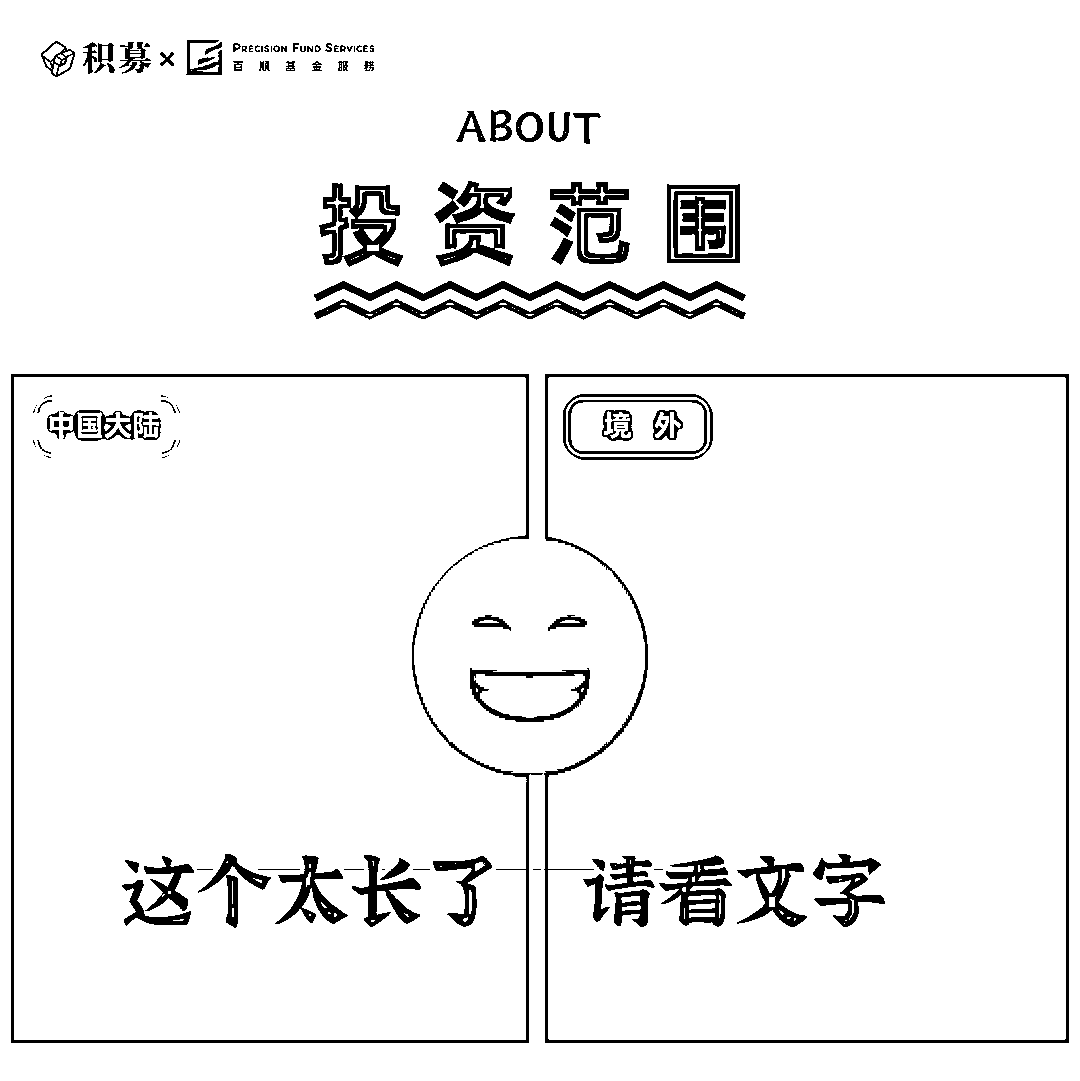 积募 × PRECISION FUND SERVICES
百順基金服務
ABOUT
投资范围
中国大陆
境外
这个太长了 请看文字